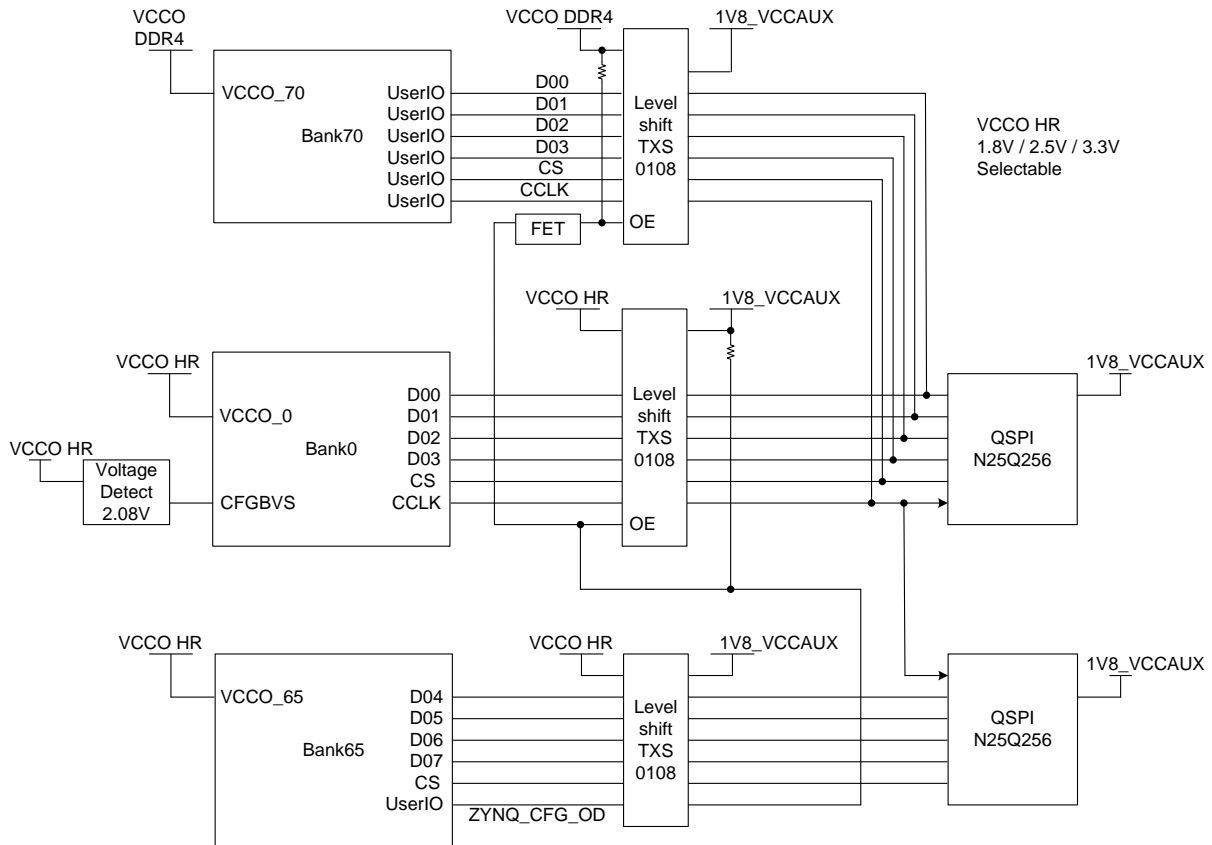 VCCO
DDR4
VCCO DDR4
1V8_VCCAUX
VCCO_70
Bank70
UserIO
UserIO
UserIO
UserIO
UserIO
UserIO
D00
D01
D02
D03
CS
CCLK
Level
shift
TXS
0108
OE
FET
VCCO HR
1.8V / 2.5V / 3.3V
Selectable
VCCO HR
1V8_VCCAUX
VCCO HR
VCCO_0
Bank0
VCCO HR
Voltage
Detect
2.08V
CFGBVS
D00
D01
D02
D03
CS
CCLK
Level
shift
TXS
0108
OE
1V8_VCCAUX
QSPI
N25Q256
VCCO HR
VCCO HR
1V8_VCCAUX
VCCO_65
Bank65
D04
D05
D06
D07
CS
UserIO
ZYNQ_CFG_OD
Level
shift
TXS
0108
1V8_VCCAUX
QSPI
N25Q256